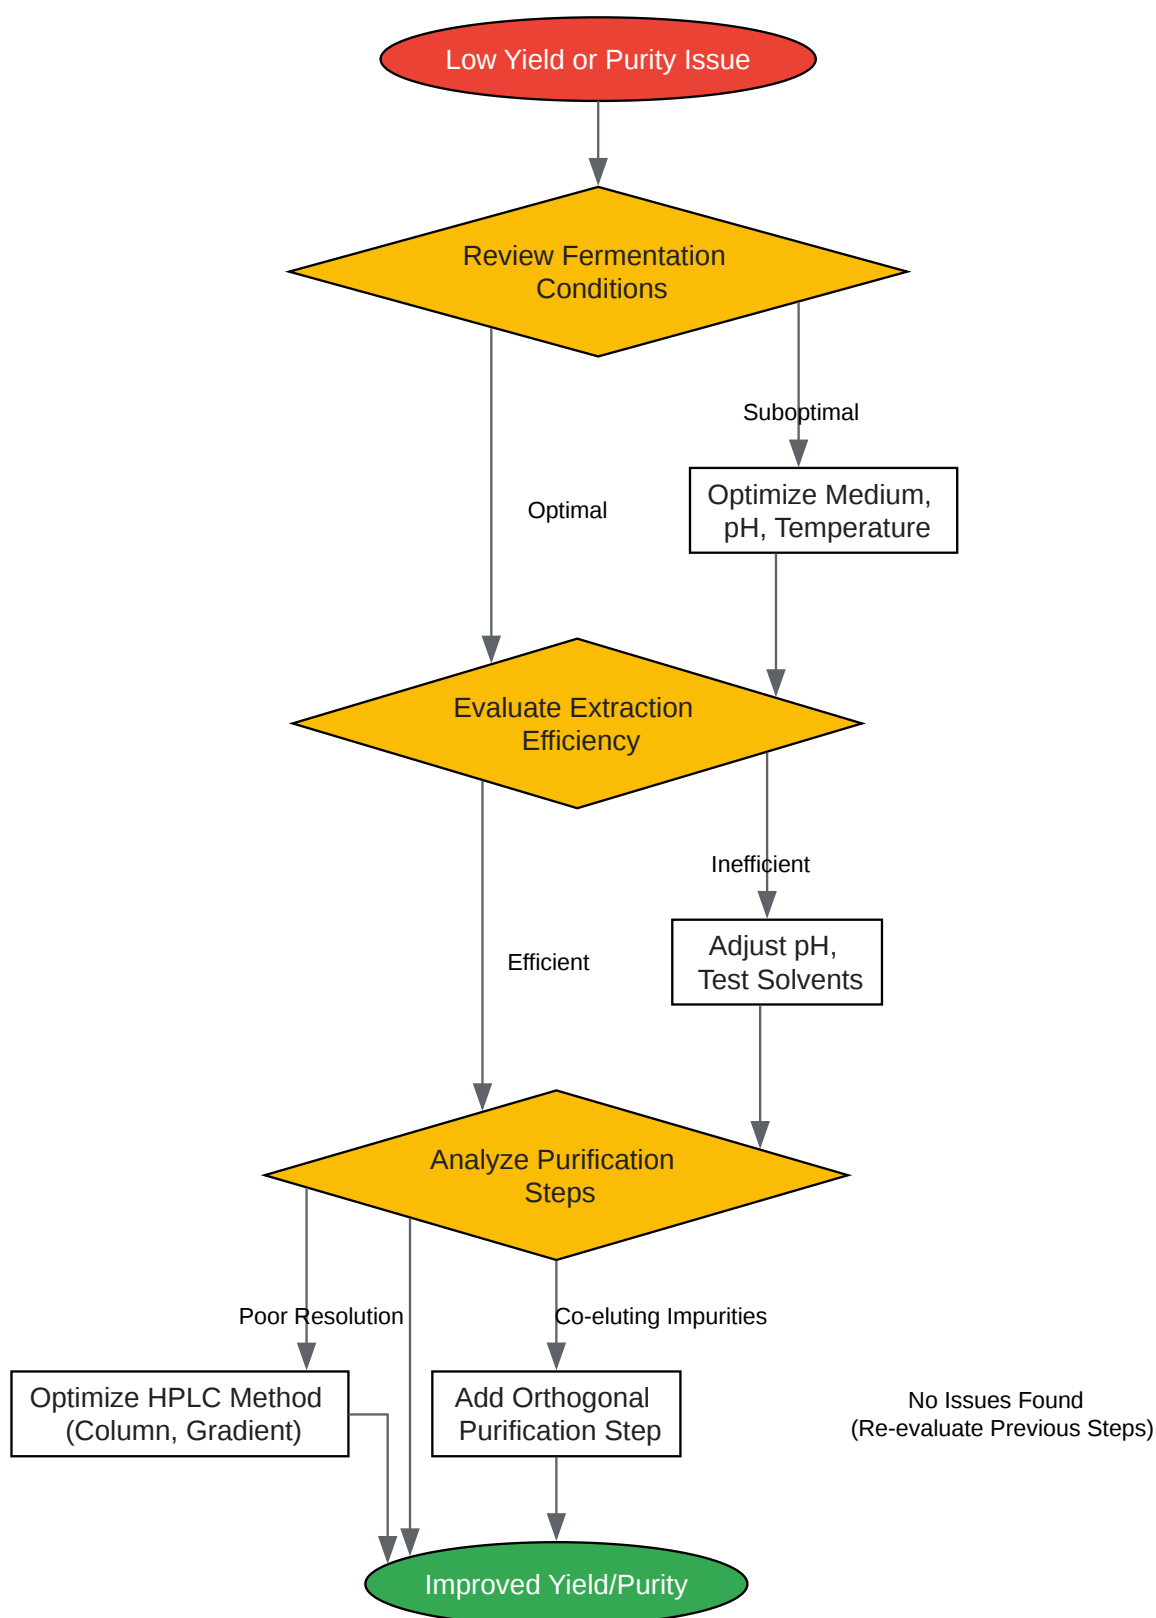 Low Yield or Purity Issue
Review Fermentation
Conditions
Suboptimal
Optimize Medium,
pH, Temperature
Optimal
Evaluate Extraction
Efficiency
Inefficient
Adjust pH,
Test Solvents
Efficient
Analyze Purification
Steps
Poor Resolution
Co-eluting Impurities
Optimize HPLC Method
(Column, Gradient)
Add Orthogonal
Purification Step
No Issues Found
(Re-evaluate Previous Steps)
Improved Yield/Purity